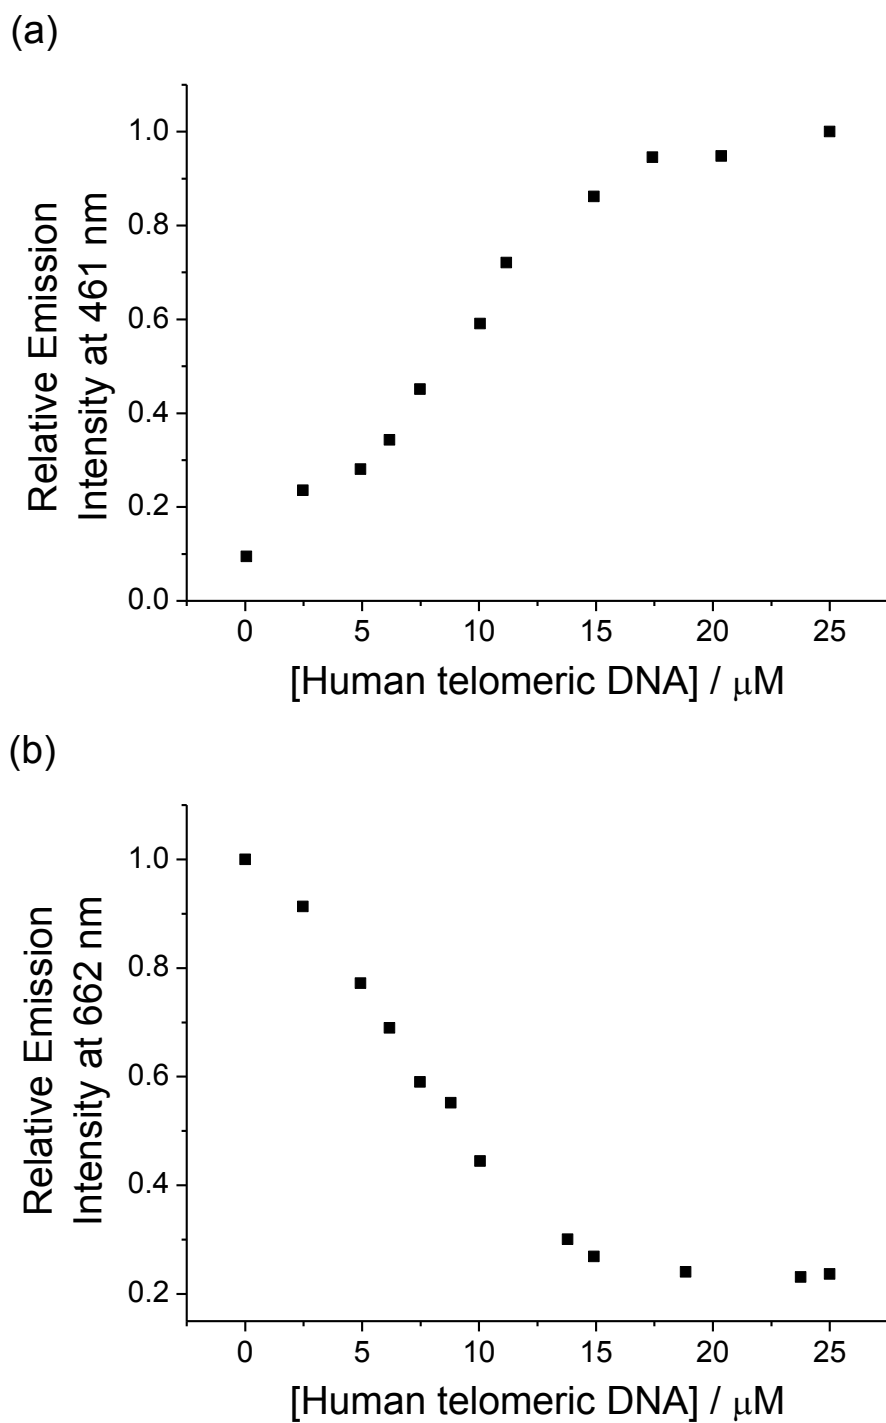 (a)
Relative Emission
Intensity at 461 nm
1.0
0.8
0.6
0.4
0.2
0.0
0 5 10 15 20 25
[Human telomeric DNA] / μM
(b)
Relative Emission
Intensity at 662 nm
1.0
0.8
0.6
0.4
0.2
0 5 10 15 20 25
[Human telomeric DNA] / μM